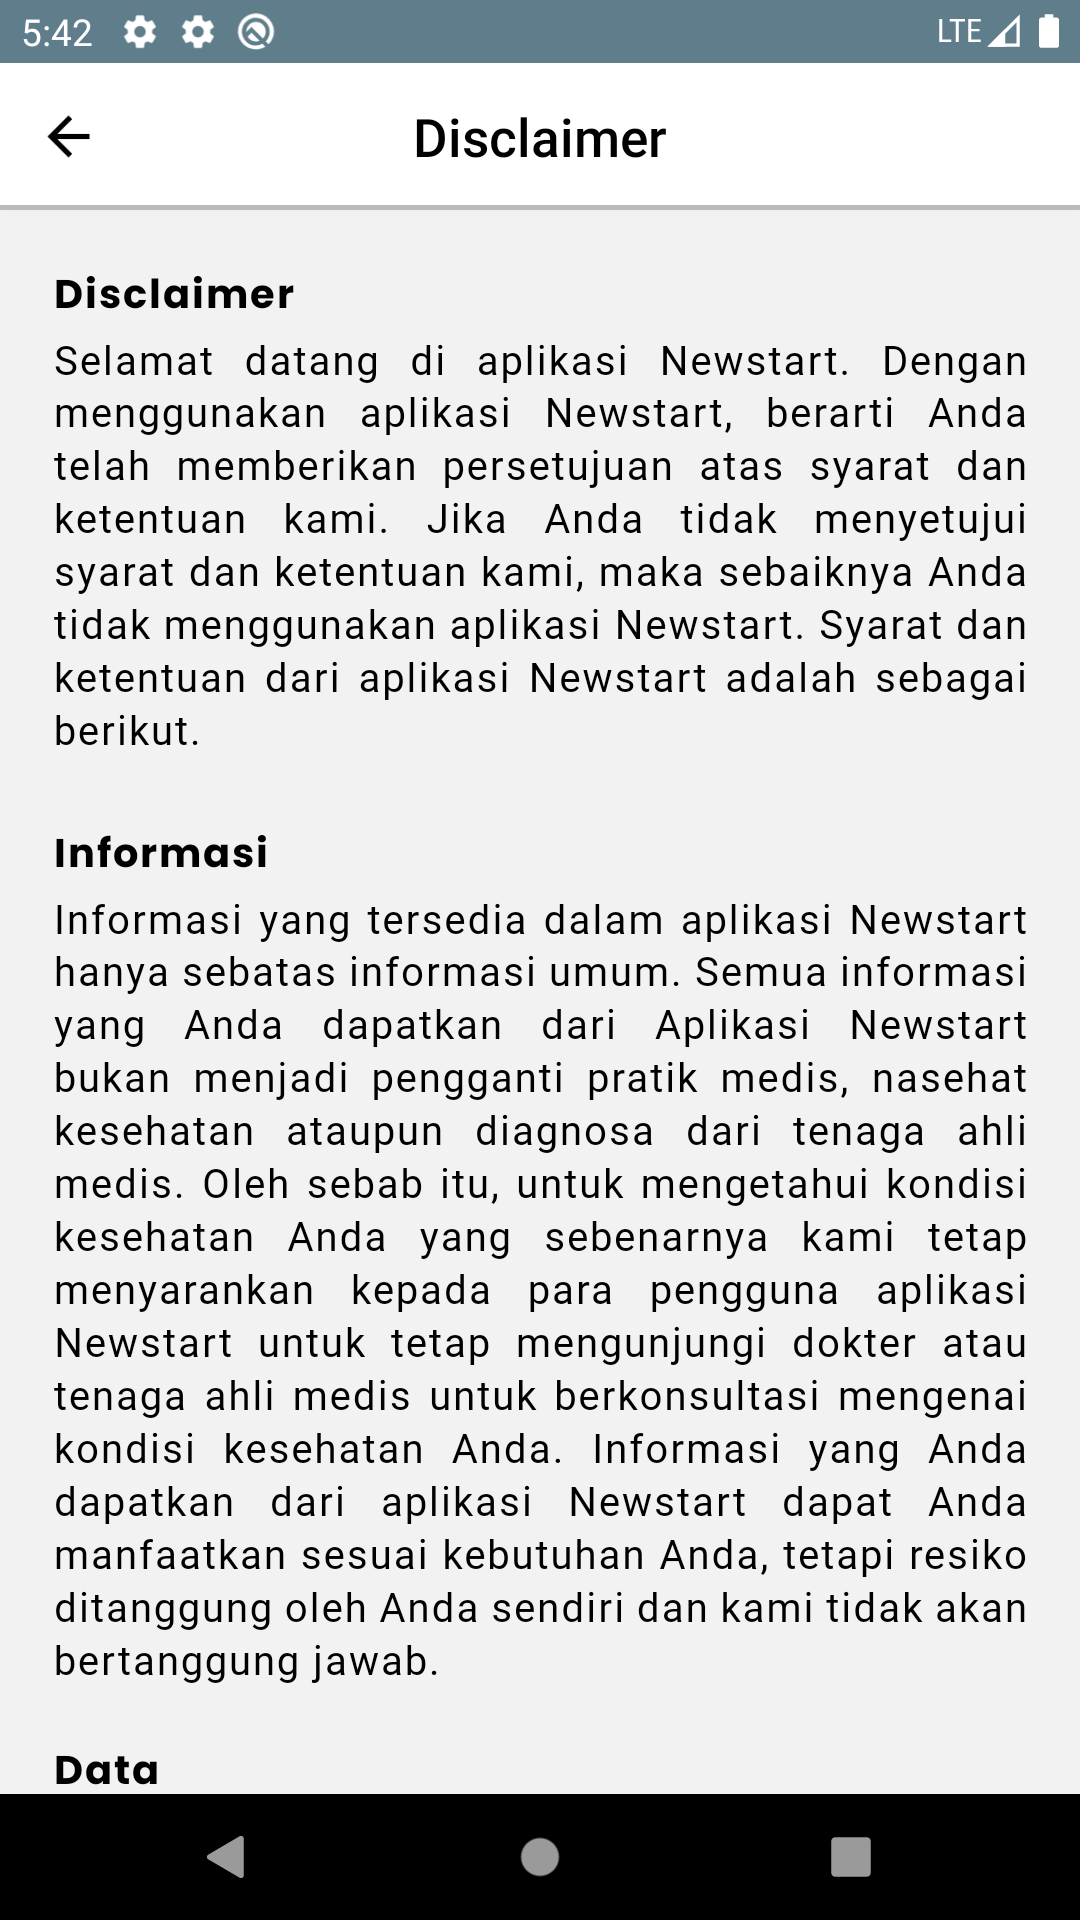 5:42
LTE
Disclaimer
Disclaimer
Selamat datang di aplikasi Newstart. Dengan
menggunakan aplikasi Newstart, berarti Anda
telah memberikan persetujuan atas syarat dan
ketentuan kami. Jika Anda tidak menyetujui
syarat dan ketentuan kami, maka sebaiknya Anda
tidak menggunakan aplikasi Newstart. Syarat dan
ketentuan dari aplikasi Newstart adalah sebagai
berikut.
Informasi
Informasi yang tersedia dalam aplikasi Newstart
hanya sebatas informasi umum. Semua informasi
yang Anda dapatkan dari Aplikasi Newstart
bukan menjadi pengganti pratik medis, nasehat
kesehatan ataupun diagnosa dari tenaga ahli
medis. Oleh sebab itu, untuk mengetahui kondisi
kesehatan Anda yang sebenarnya kami tetap
menyarankan kepada para pengguna aplikasi
Newstart untuk tetap mengunjungi dokter atau
tenaga ahli medis untuk berkonsultasi mengenai
kondisi kesehatan Anda. Informasi yang Anda
dapatkan dari aplikasi Newstart dapat Anda
manfaatkan sesuai kebutuhan Anda, tetapi resiko
ditanggung oleh Anda sendiri dan kami tidak akan
bertanggung jawab.
Data